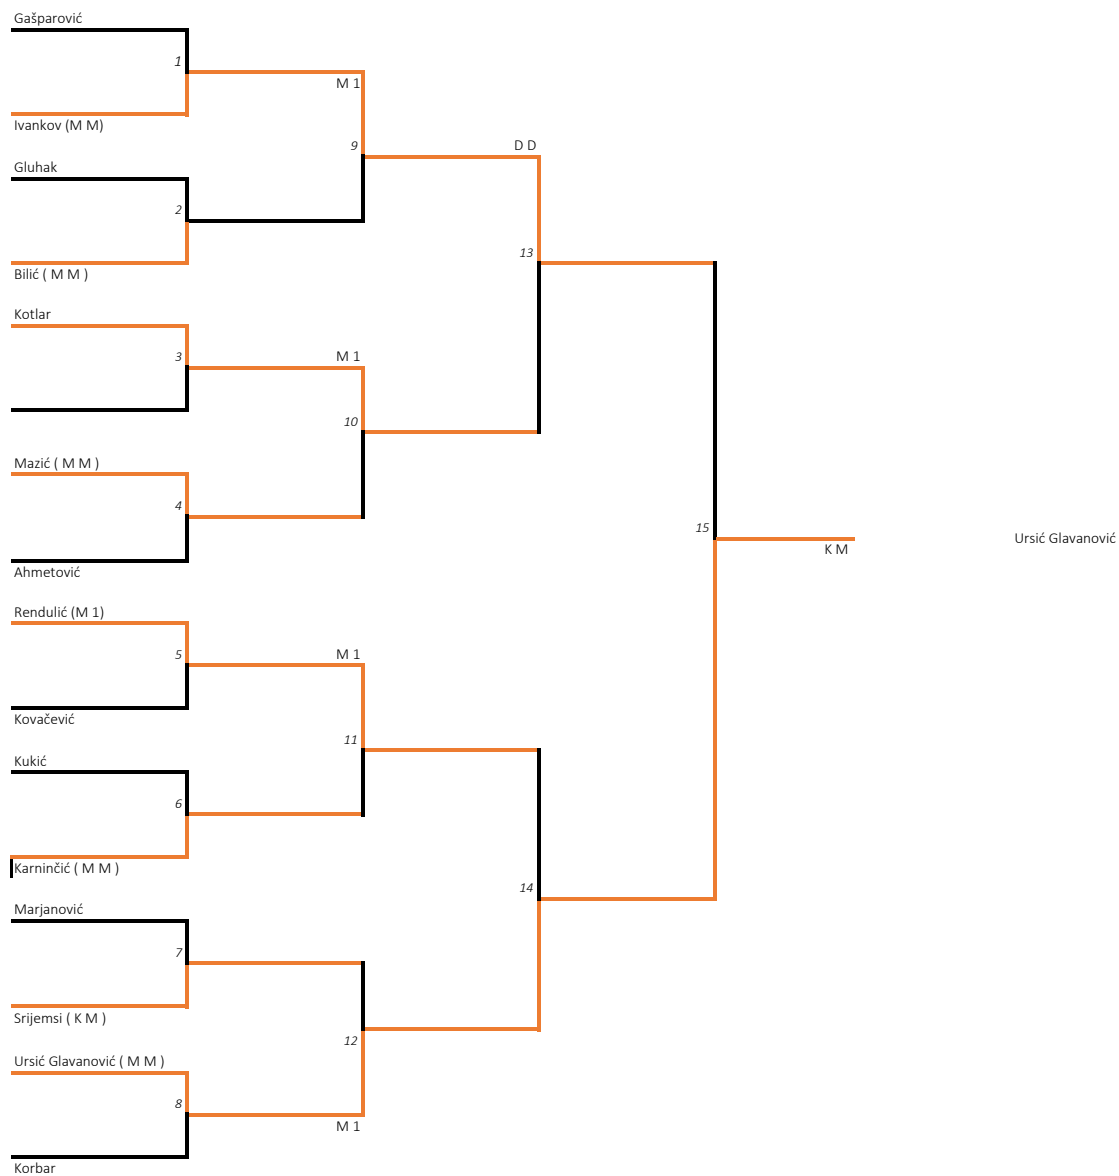 Gašparović
1
M 1
Ivankov (M M)
9
D D
Gluhak
2
13
Bilić ( M M )
Kotlar
3
M 1
10
Mazić ( M M )
4
15
Ursić Glavanović
K M
Ahmetović
Rendulić (M 1)
5
M 1
Kovačević
11
Kukić
6
Karninčić ( M M )
14
Marjanović
7
Srijemsi ( K M )
12
Ursić Glavanović ( M M )
8
M 1
Korbar